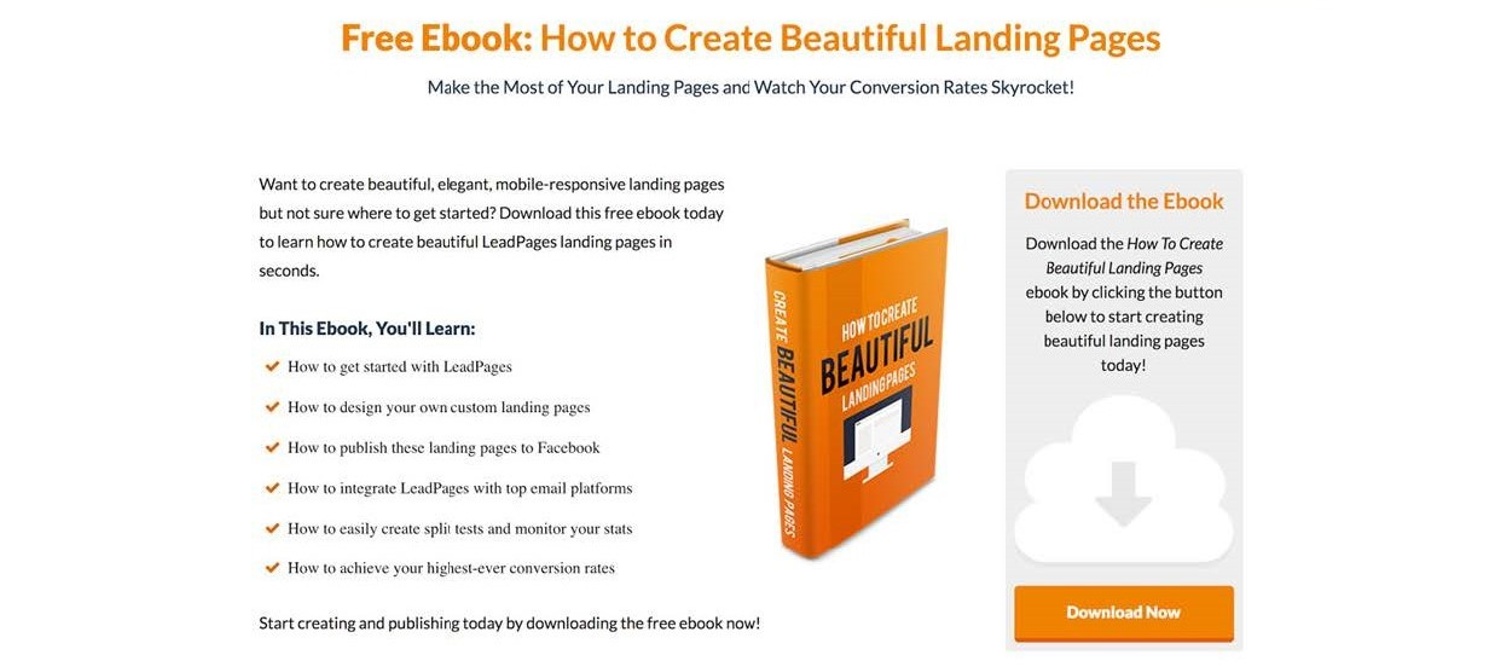 Free Ebook: How to Create Beautiful Landing Pages
Make the Most of Your Landing Pages and Watch Your Conversion Rates Skyrocket!
Want to create beautiful, elegant, mobile-responsive landing pages
but not sure where to get started? Download this free ebook today
to learn how to create beautiful LeadPages landing pages in
seconds.
In This Ebook, You'll Learn:
How to get started with LeadPages
How to design your own custom landing pages
How to publish these landing pages to Facebook
How to integrate LeadPages with top email platforms
How to easily create split tests and monitor your stats
How to achieve your highest-ever conversion rates
Start creating and publishing today by downloading the free ebook now!
CREATE BEAUTIFUL LANDING PAGES
HOW TO CREATE
BEAUTIFUL
LANDING PAGES
Download the Ebook
Download the How To Create
Beautiful Landing Pages
ebook by clicking the button
below to start creating
beautiful landing pages
today!
Download Now